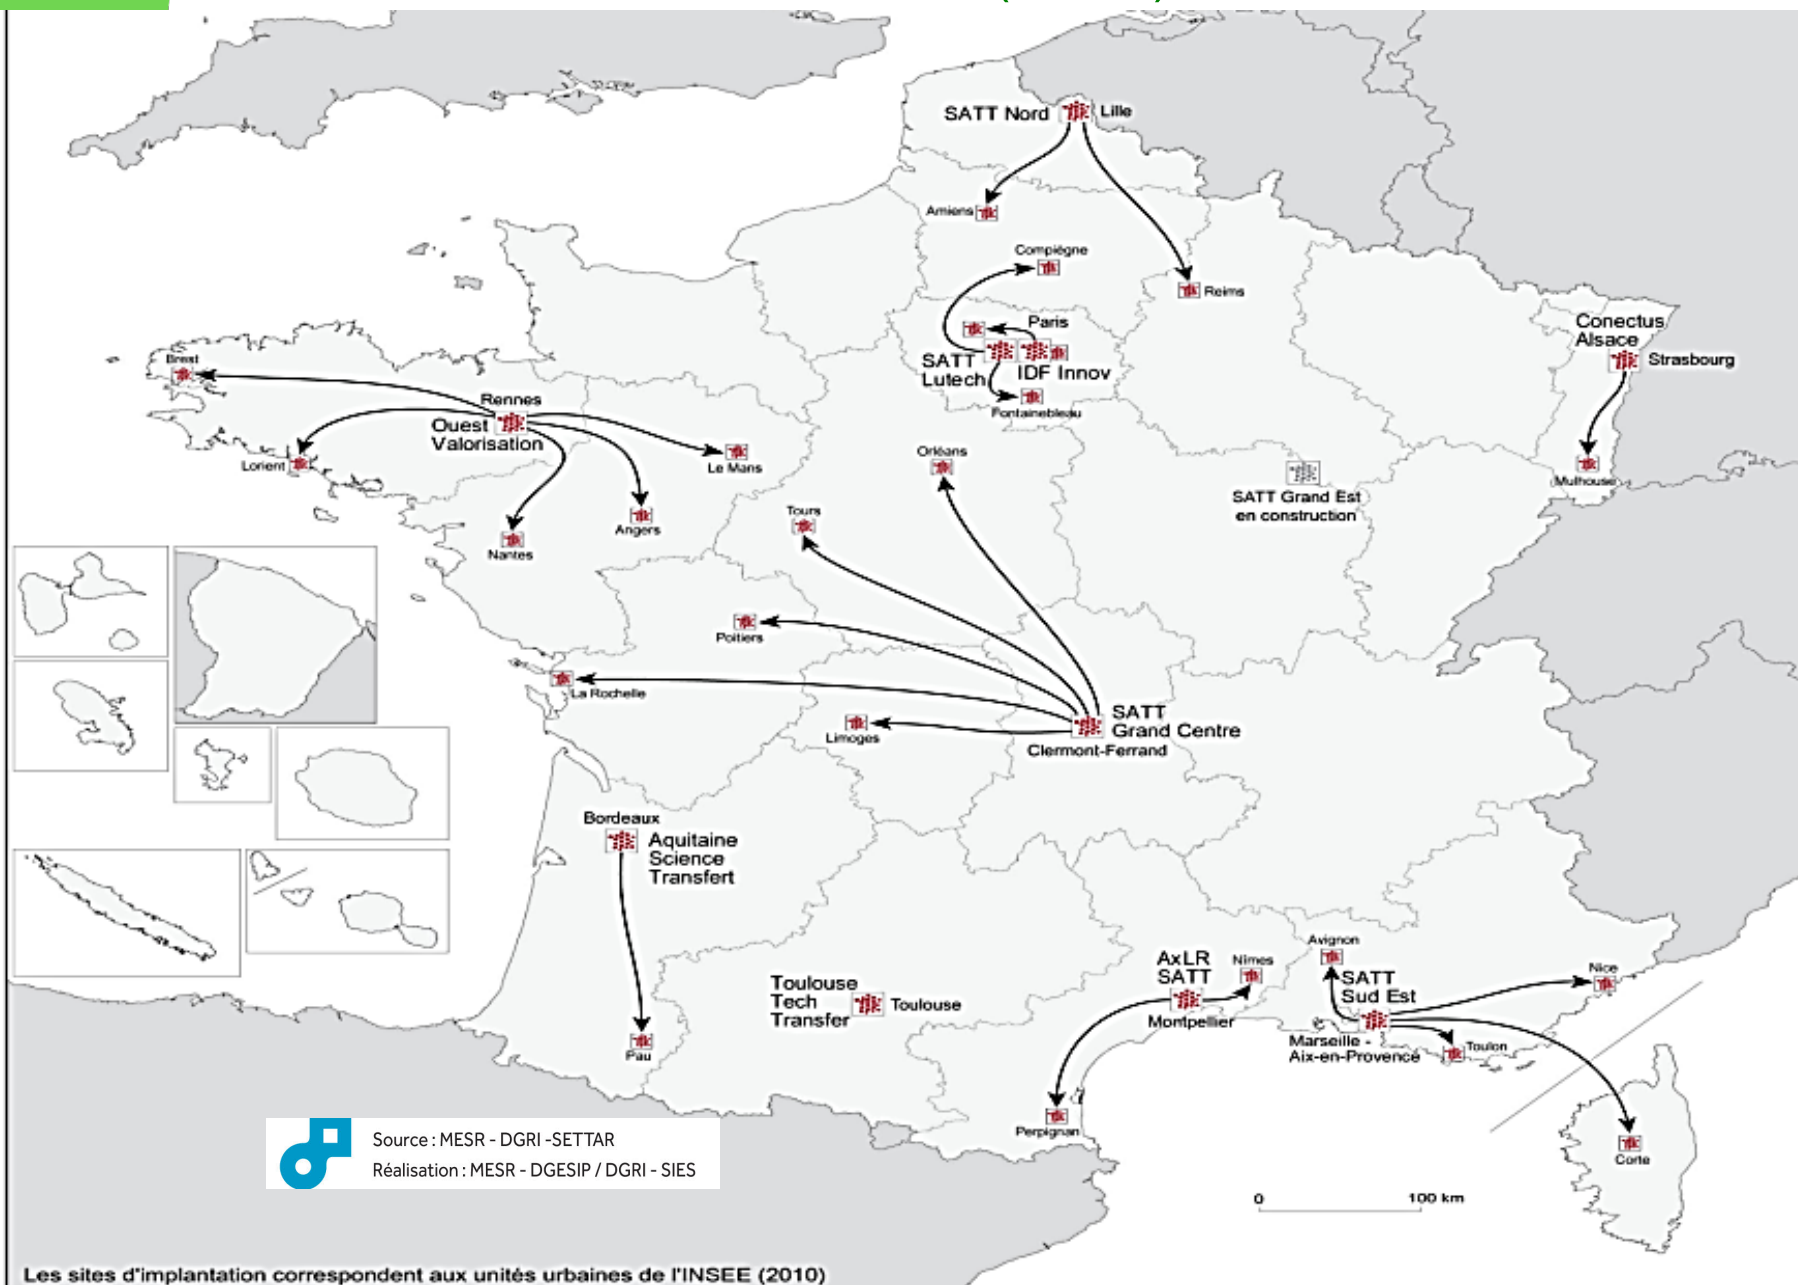 SATT Nord
Lille
Amiens
Compiègne
Reims
Paris
SATT
Lutech
IDF Innov
Fontainebleau
Conectus
Alsace
Strasbourg
Mulhouse
Brest
Rennes
Ouest
Valorisation
Lorient
Le Mans
Angers
Nantes
Orléans
Tours
SATT Grand Est
en construction
Poitiers
La Rochelle
Limoges
SATT
Grand Centre
Clermont-Ferrand
Bordeaux
Aquitaine
Science
Transfert
Pau
Toulouse
Tech
Transfer
Toulouse
AxLR
SATT
Nîmes
Montpellier
Perpignan
Avignon
SATT
Sud Est
Nice
Marseille -
Aix-en-Provence
Toulon
Corte
0 100 km
Source : MESR - DGRI -SETTAR
Réalisation : MESR - DGESIP / DGRI - SIES
Les sites d'implantation correspondent aux unités urbaines de l'INSEE (2010)